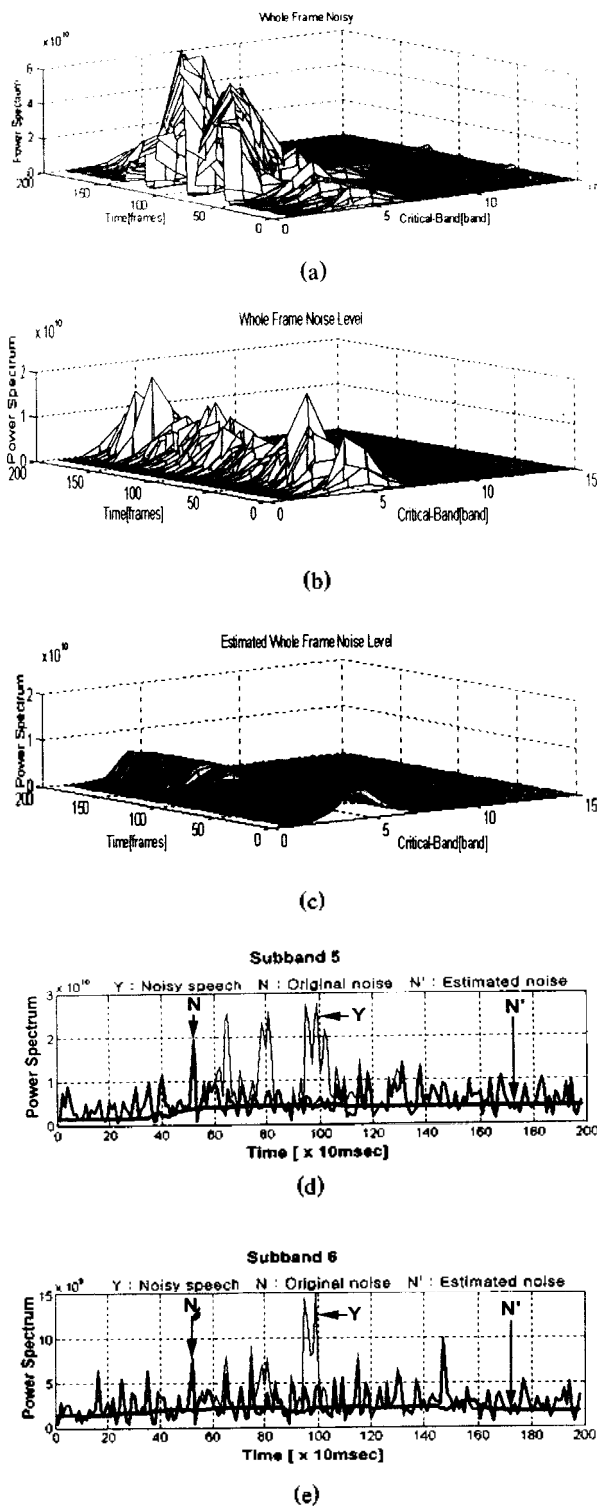 Whole Frame Noisy
x 10^10
Power Spectrum
6
4
2
0
200
150
100
50
0
Time[frames]
0
5
10
Critical-Band[band]
(a)
Whole Frame Noise Level
x 10^10
Power Spectrum
2
1
0
200
150
100
50
0
Time[frames]
0
5
10
15
Critical-Band[band]
(b)
Estimated Whole Frame Noise Level
x 10^10
Power Spectrum
2
1
0
200
150
100
50
0
Time[frames]
0
5
10
15
Critical-Band[band]
(c)
Subband 5
x 10^10
Y : Noisy speech N : Original noise N' : Estimated noise
Power Spectrum
3
2
1
0
N
Y
N'
0 20 40 60 80 100 120 140 160 180 200
Time [ x 10msec]
(d)
Subband 6
x 10^9
Y : Noisy speech N : Original noise N' : Estimated noise
Power Spectrum
15
10
5
0
N
Y
N'
0 20 40 60 80 100 120 140 160 180 200
Time [ x 10msec]
(e)